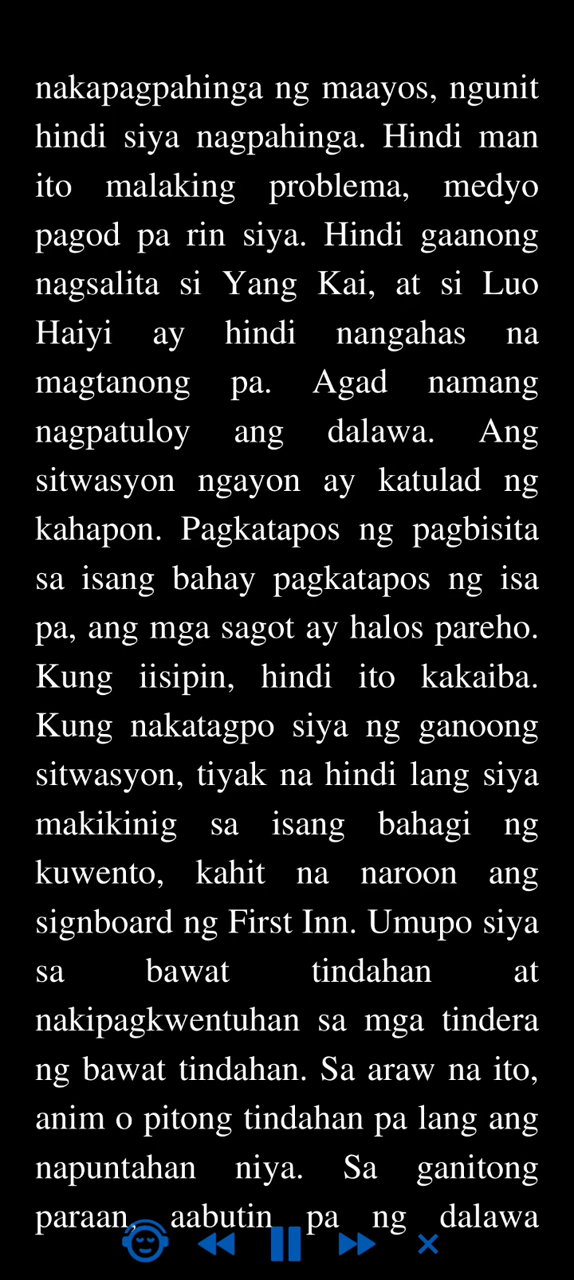 nakapagpahinga ng maayos, ngunit
hindi siya nagpahinga. Hindi man
ito malaking problema, medyo
pagod pa rin siya. Hindi gaanong
nagsalita si Yang Kai, at si Luo
Haiyi ay hindi nangahas na
magtanong pa. Agad namang
nagpatuloy ang dalawa. Ang
sitwasyon ngayon ay katulad ng
kahapon. Pagkatapos ng pagbisita
sa isang bahay pagkatapos ng isa
pa, ang mga sagot ay halos pareho.
Kung iisipin, hindi ito kakaiba.
Kung nakatagpo siya ng ganoong
sitwasyon, tiyak na hindi lang siya
makikinig sa isang bahagi ng
kuwento, kahit na naroon ang
signboard ng First Inn. Umupo siya
sa bawat tindahan at
nakipagkwentuhan sa mga tindera
ng bawat tindahan. Sa araw na ito,
anim o pitong tindahan pa lang ang
napuntahan niya. Sa ganitong
paraan, aabutin pa ng dalawa